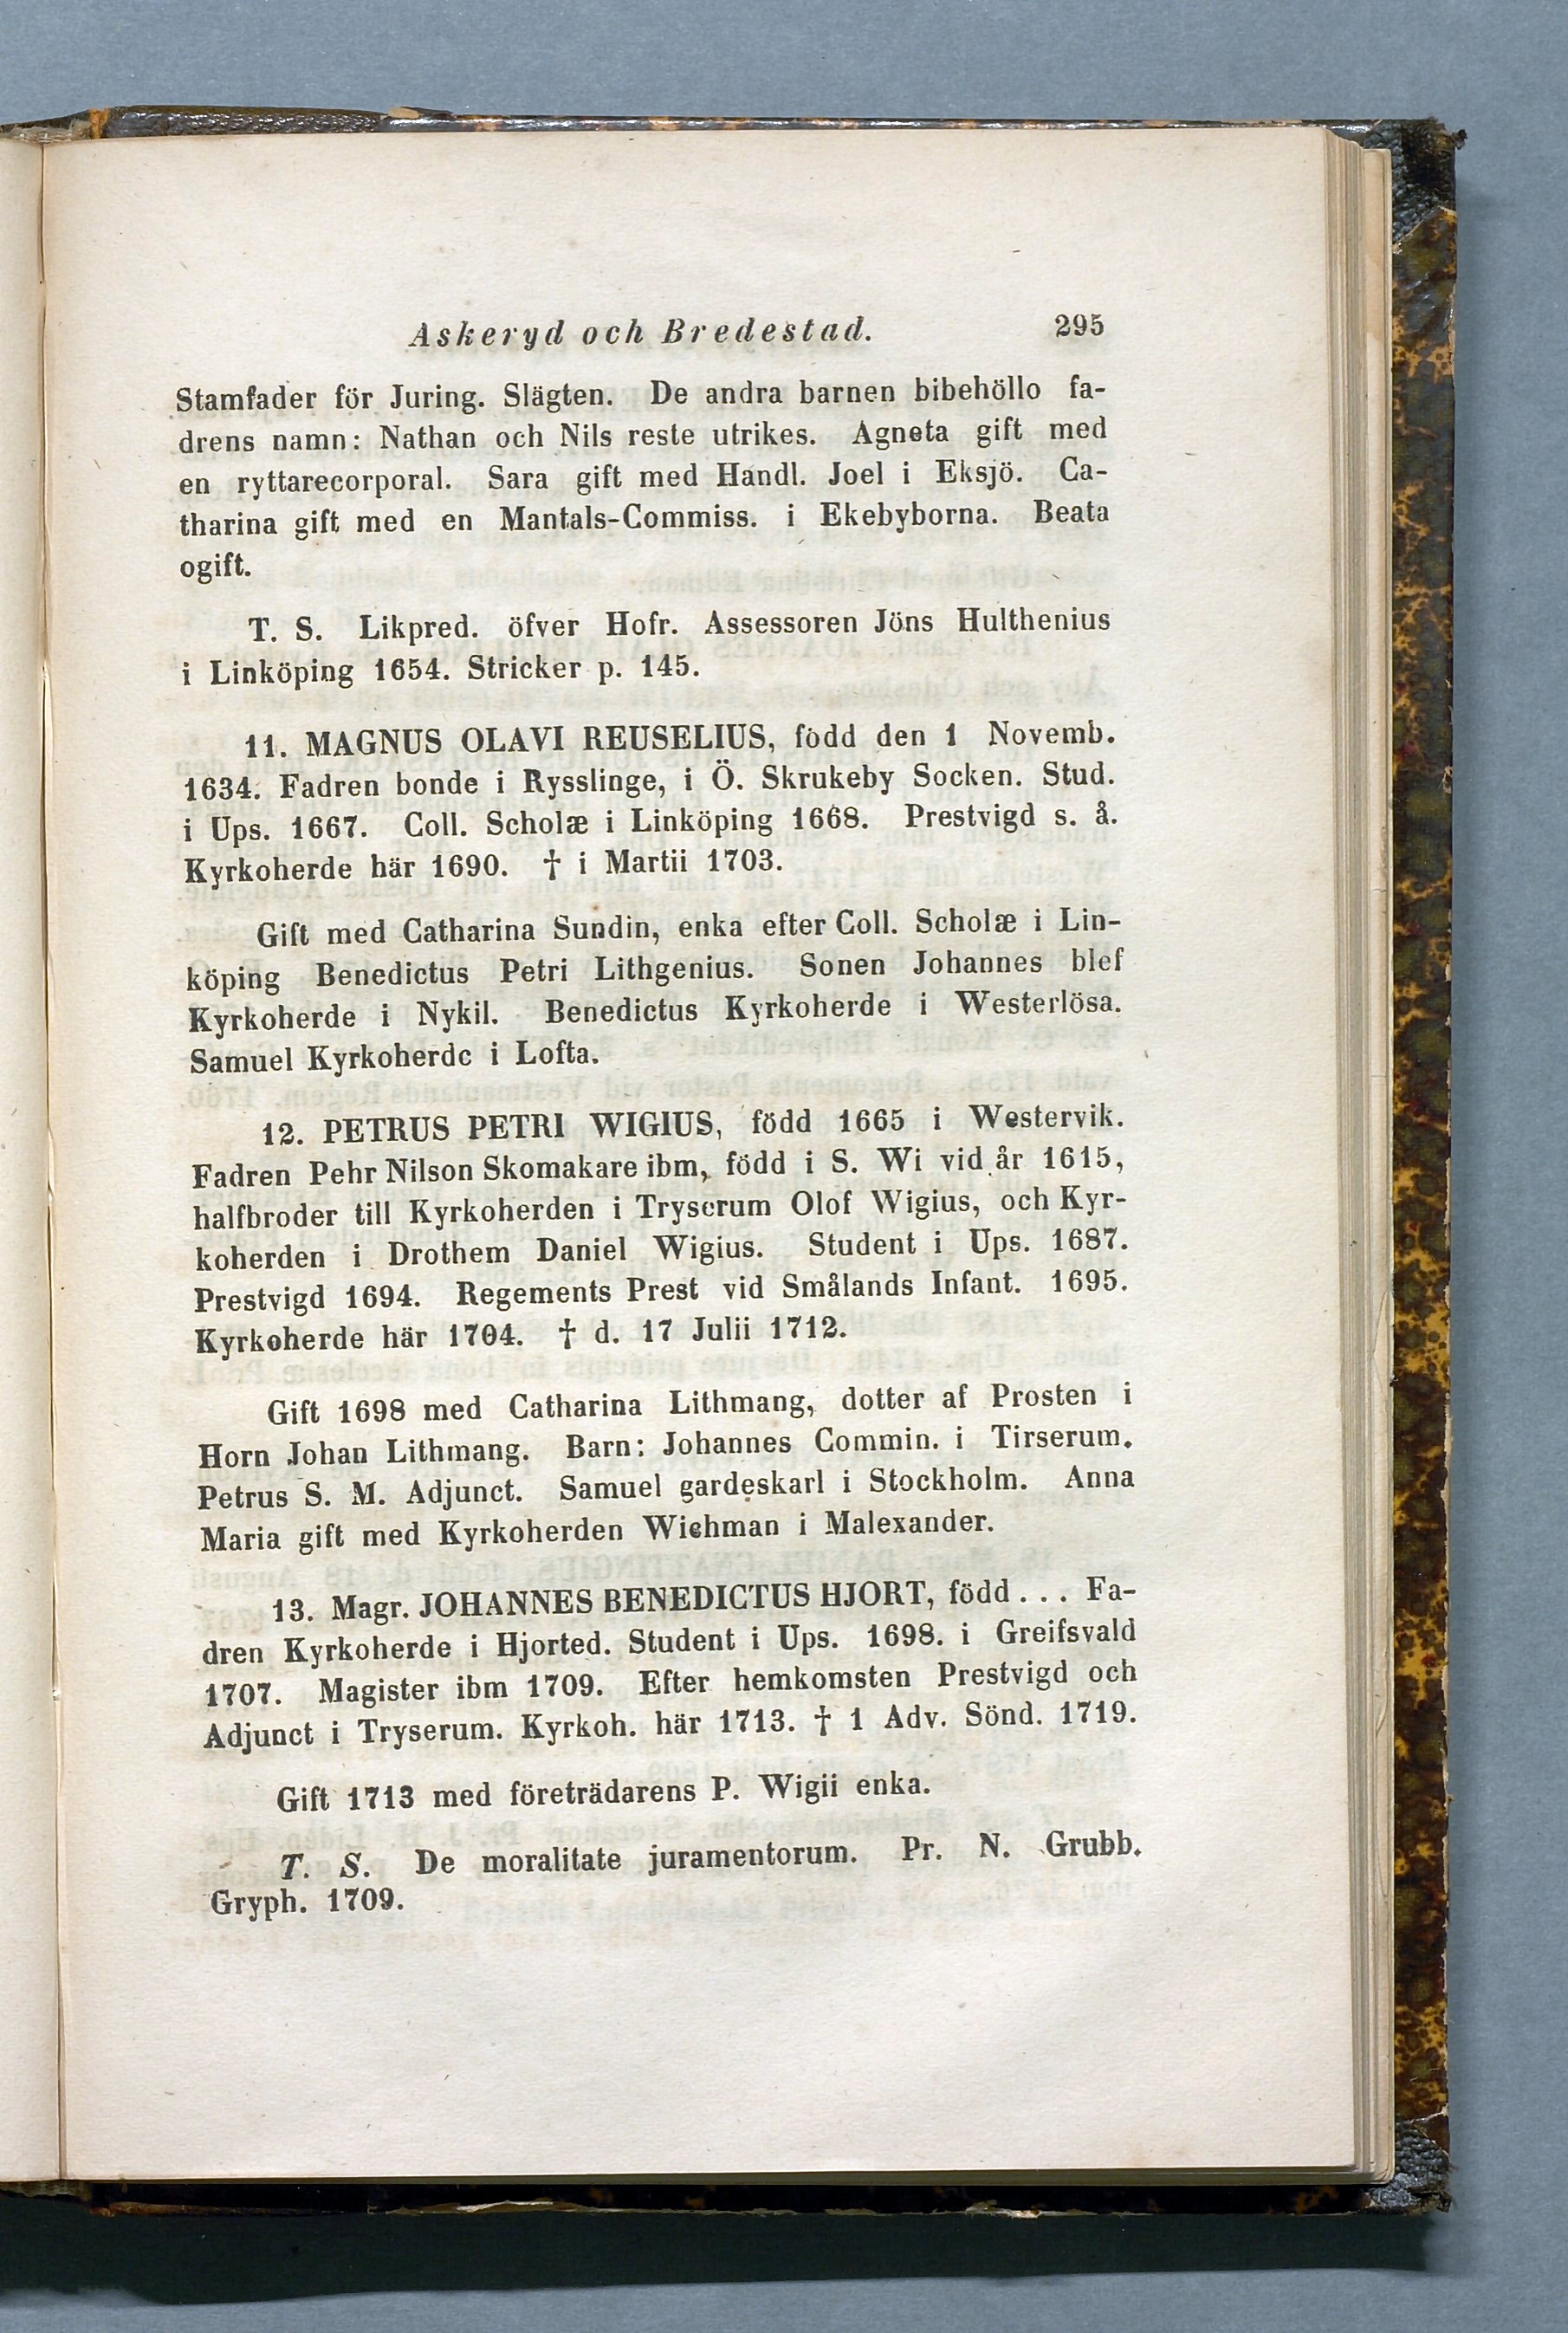 Askeryd och Bredestad. 295
Stamfader för Juring. Slägten. De andra barnen bibehöllo fa-
drens namn: Nathan och Nils reste utrikes. Agneta gift med
en ryttarecorporal. Sara gift med Handl. Joel i Eksjö. Ca-
tharina gift med en Mantals-Commiss. i Ekebyborna. Beata
ogift.
T. S. Likpred. öfver Hofr. Assessoren Jöns Hulthenius
i Linköping 1654. Stricker p. 145.
11. MAGNUS OLAVI REUSELIUS, född den 1 Novemb.
1634. Fadren bonde i Rysslinge, i Ö. Skrukeby Socken. Stud.
i Ups. 1667. Coll. Scholæ i Linköping 1668. Prestvigd s. å.
Kyrkoherde här 1690. † i Martii 1703.
Gift med Catharina Sundin, enka efter Coll. Scholæ i Lin-
köping Benedictus Petri Lithgenius. Sonen Johannes blef
Kyrkoherde i Nykil. Benedictus Kyrkoherde i Westerlösa.
Samuel Kyrkoherde i Lofta.
12. PETRUS PETRI WIGIUS, född 1665 i Westervik.
Fadren Pehr Nilson Skomakare ibm, född i S. Wi vid år 1615,
halfbroder till Kyrkoherden i Tryserum Olof Wigius, och Kyr-
koherden i Drothem Daniel Wigius. Student i Ups. 1687.
Prestvigd 1694. Regements Prest vid Smålands Infant. 1695.
Kyrkoherde här 1704. † d. 17 Julii 1712.
Gift 1698 med Catharina Lithmang, dotter af Prosten i
Horn Johan Lithmang. Barn: Johannes Commin. i Tirserum.
Petrus S. M. Adjunct. Samuel gardeskarl i Stockholm. Anna
Maria gift med Kyrkoherden Wichman i Malexander.
13. Magr. JOHANNES BENEDICTUS HJORT, född . . . Fa-
dren Kyrkoherde i Hjorted. Student i Ups. 1698. i Greifsvald
1707. Magister ibm 1709. Efter hemkomsten Prestvigd och
Adjunct i Tryserum. Kyrkoh. här 1713. † 1 Adv. Sönd. 1719.
Gift 1713 med företrädarens P. Wigii enka.
T. S. De moralitate juramentorum. Pr. N. Grubb.
Gryph. 1709.